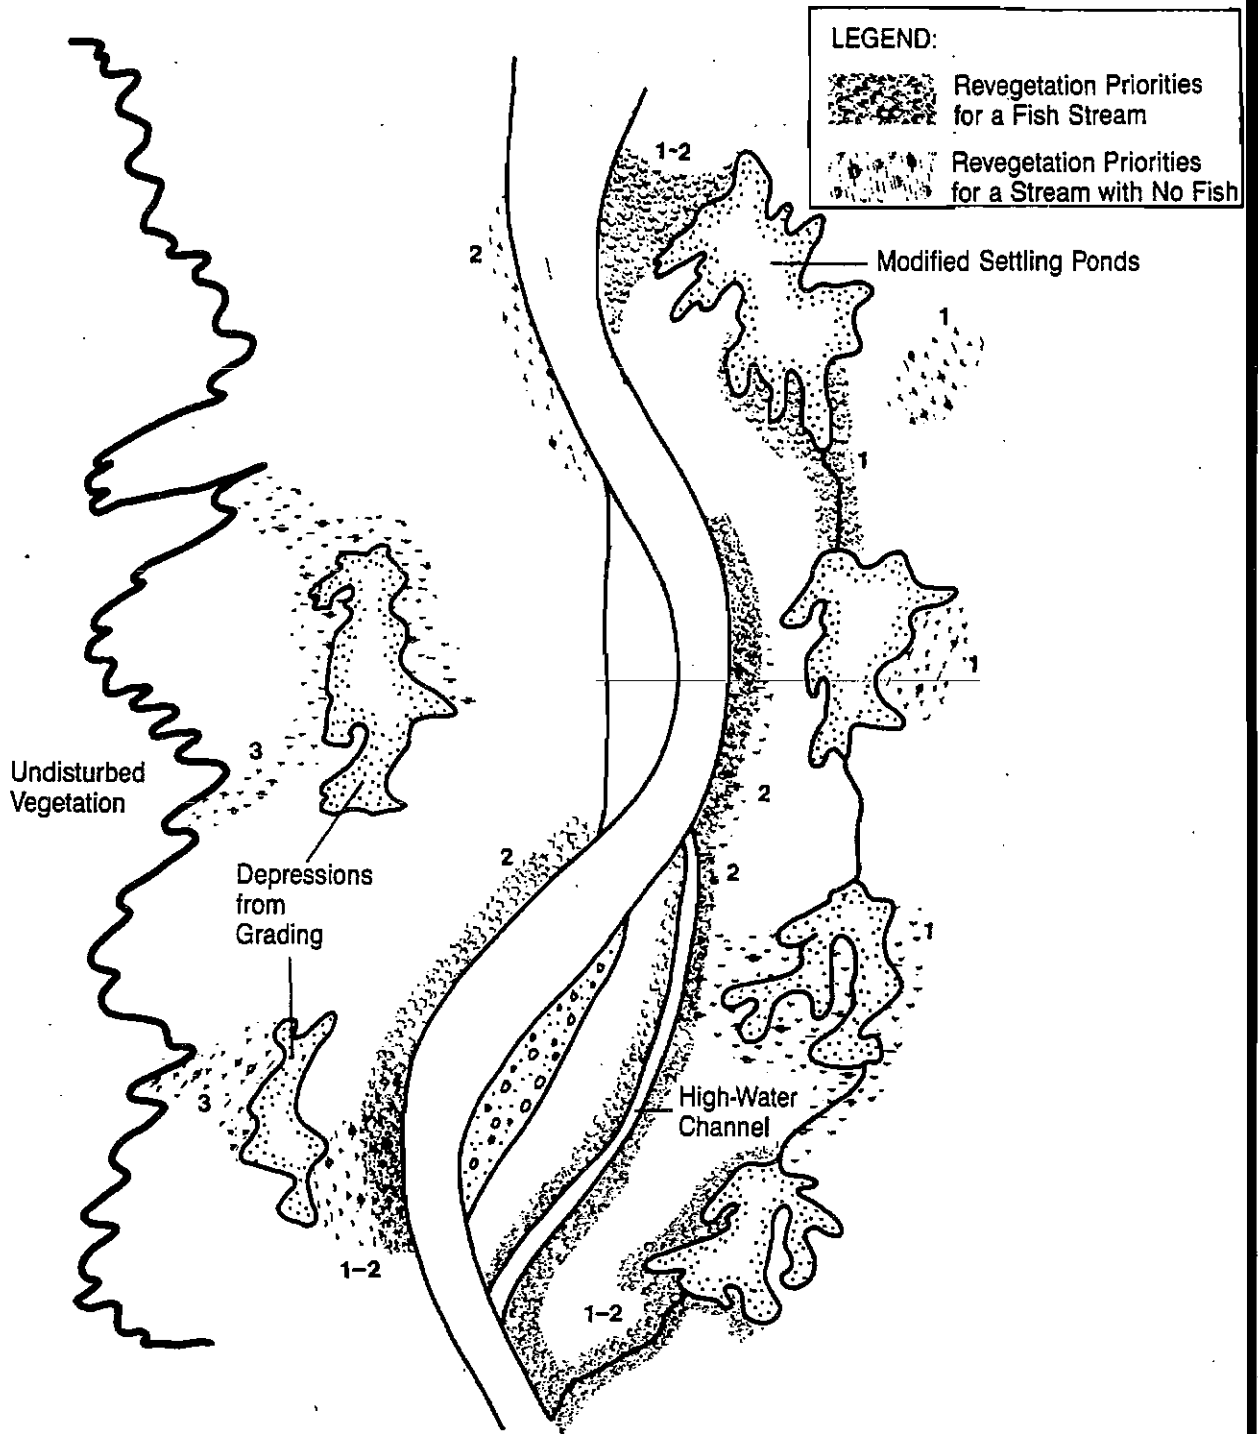 LEGEND:
Revegetation Priorities
for a Fish Stream
Revegetation Priorities
for a Stream with No Fish
1-2
2
Modified Settling Ponds
1
1
1
3
Undisturbed
Vegetation
2
2
2
Depressions
from
Grading
1
3
High-Water
Channel
1-2
1-2